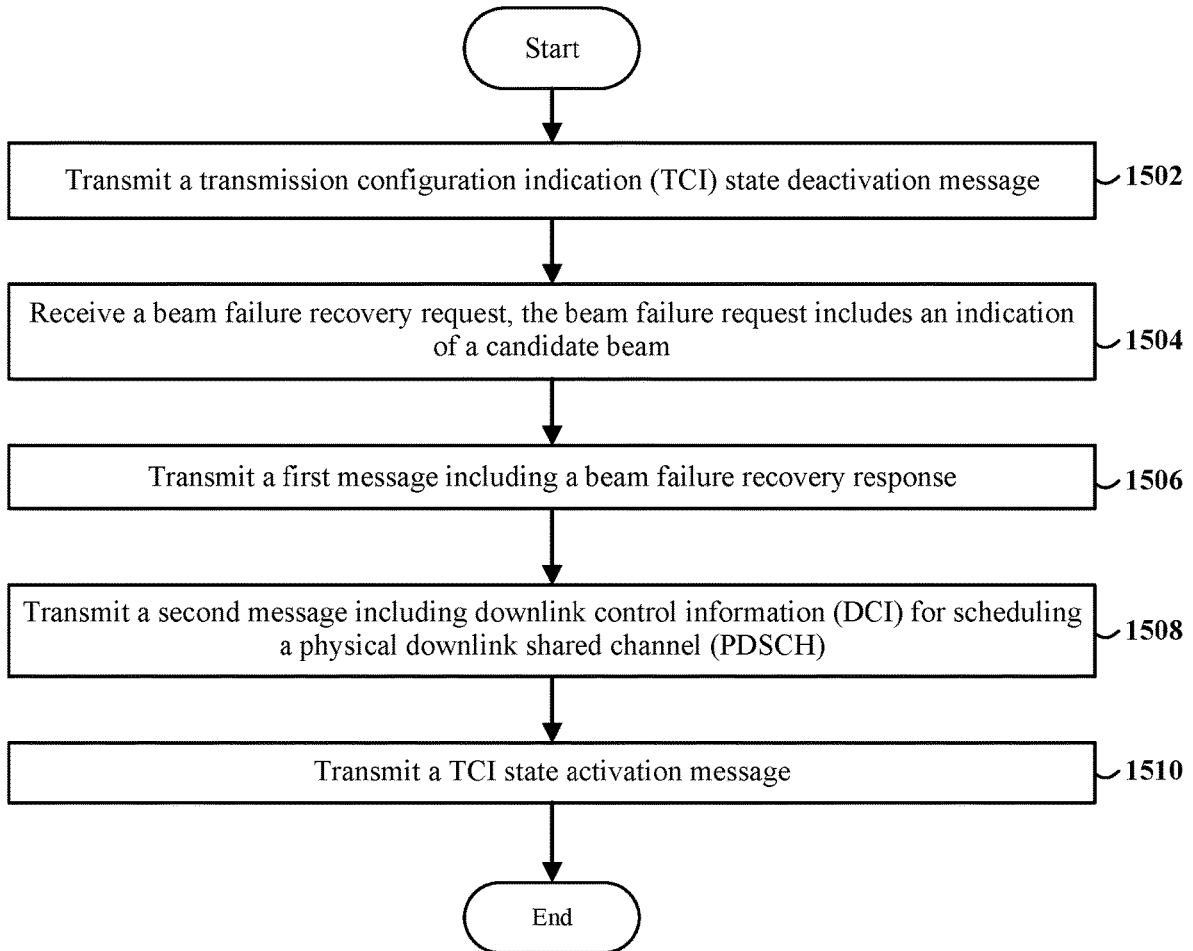 Start
Transmit a transmission configuration indication (TCI) state deactivation message
1502
Receive a beam failure recovery request, the beam failure request includes an indication
of a candidate beam
1504
Transmit a first message including a beam failure recovery response
1506
Transmit a second message including downlink control information (DCI) for scheduling
a physical downlink shared channel (PDSCH)
1508
Transmit a TCI state activation message
1510
End